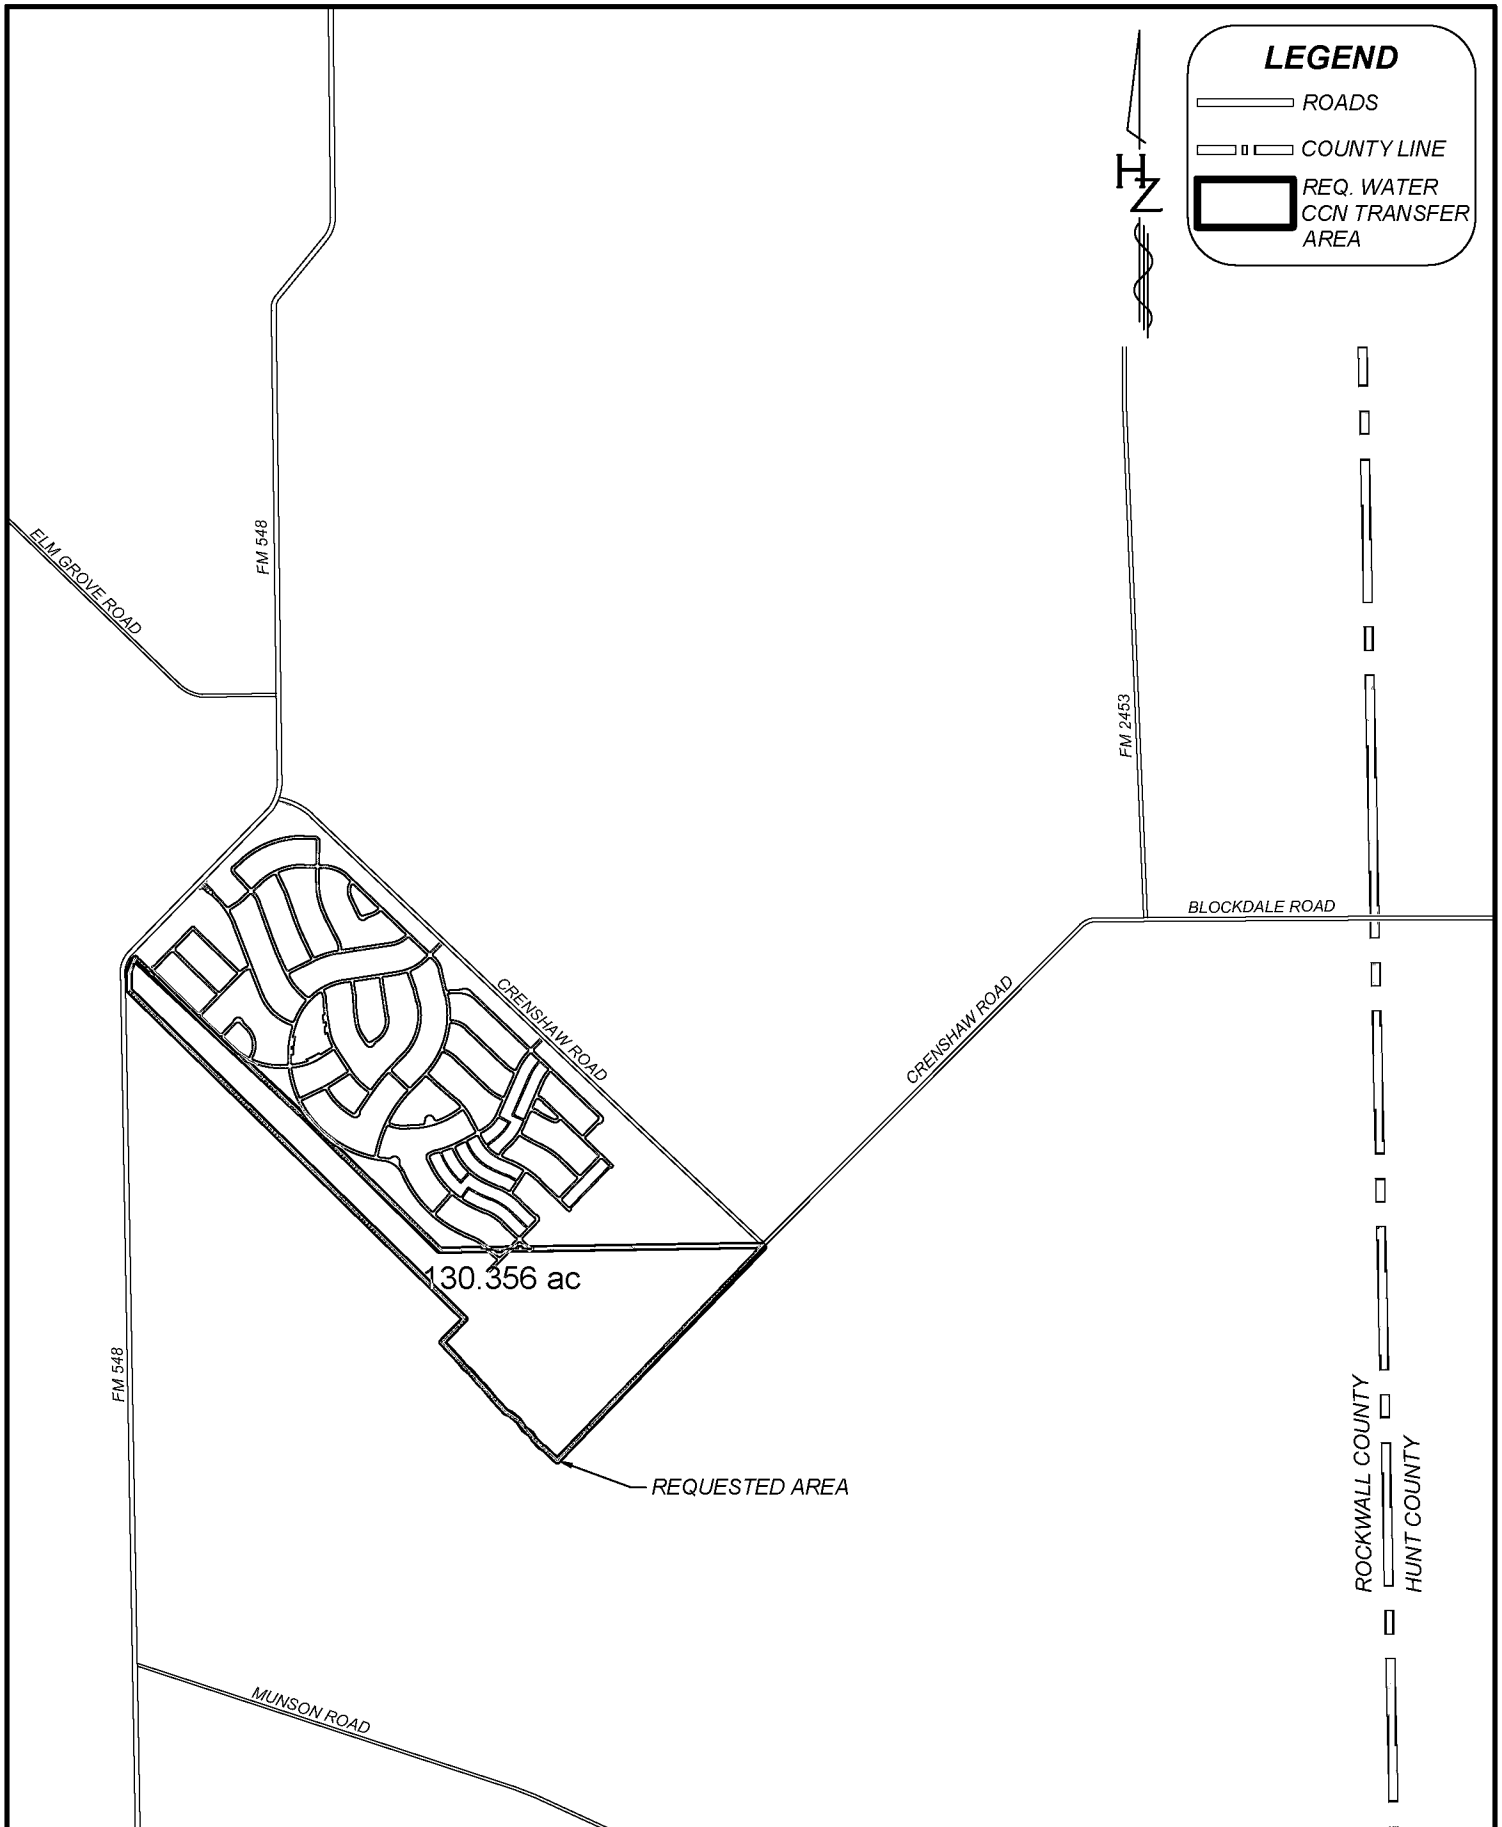 LEGEND
ROADS
COUNTY LINE
REQ. WATER
CCN TRANSFER
AREA
HZ
FM 548
ELM GROVE ROAD
FM 2453
BLOCKDALE ROAD
CRENSHAW ROAD
CRENSHAW ROAD
130.356 ac
FM 548
REQUESTED AREA
ROCKWALL COUNTY
HUNT COUNTY
MUNSON ROAD